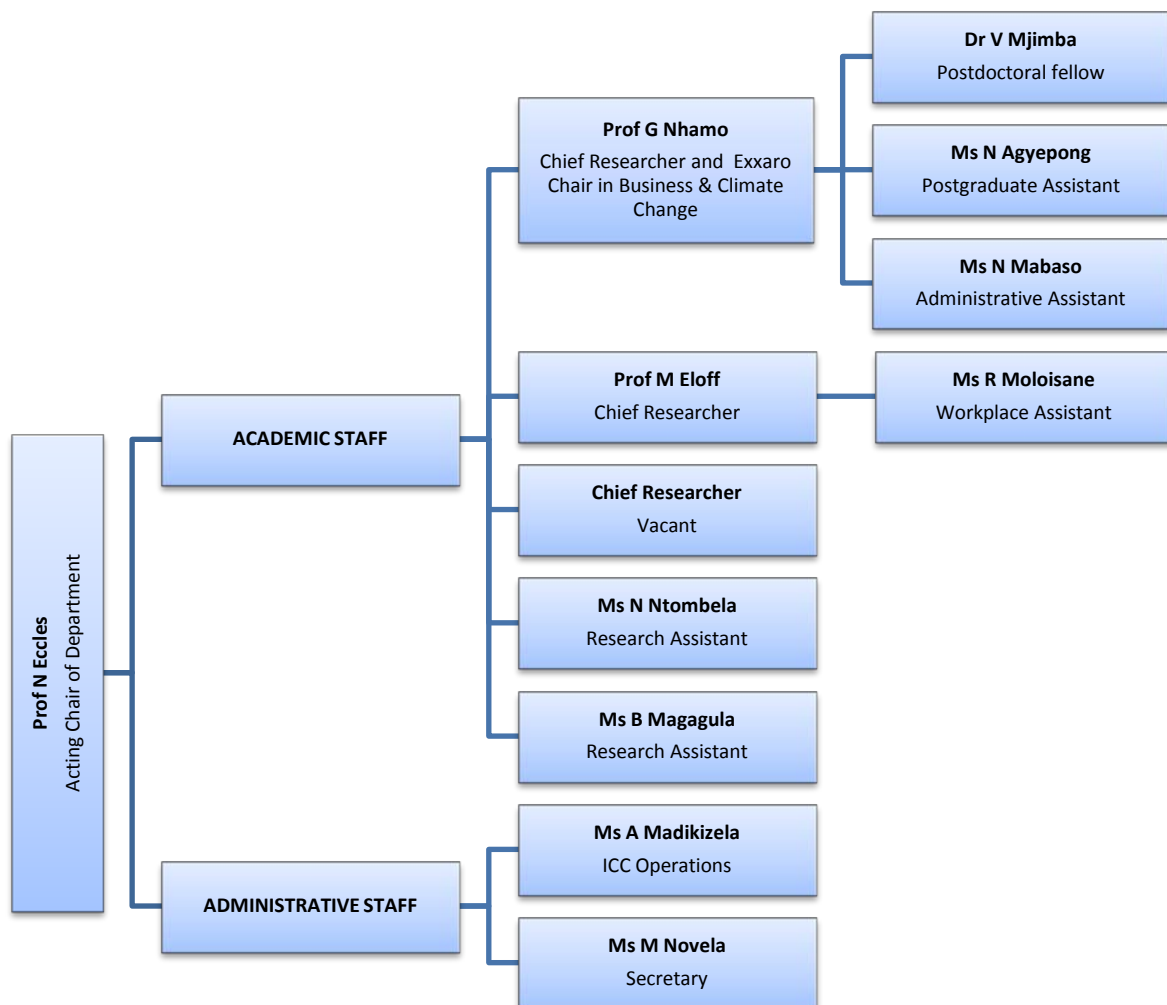 Prof N Eccles
Acting Chair of Department
ACADEMIC STAFF
Prof G Nhamo
Chief Researcher and Exxaro
Chair in Business & Climate
Change
Dr V Mjimba
Postdoctoral fellow
Ms N Agyepong
Postgraduate Assistant
Ms N Mabaso
Administrative Assistant
Prof M Eloff
Chief Researcher
Ms R Moloisane
Workplace Assistant
Chief Researcher
Vacant
Ms N Ntombela
Research Assistant
Ms B Magagula
Research Assistant
ADMINISTRATIVE STAFF
Ms A Madikizela
ICC Operations
Ms M Novela
Secretary